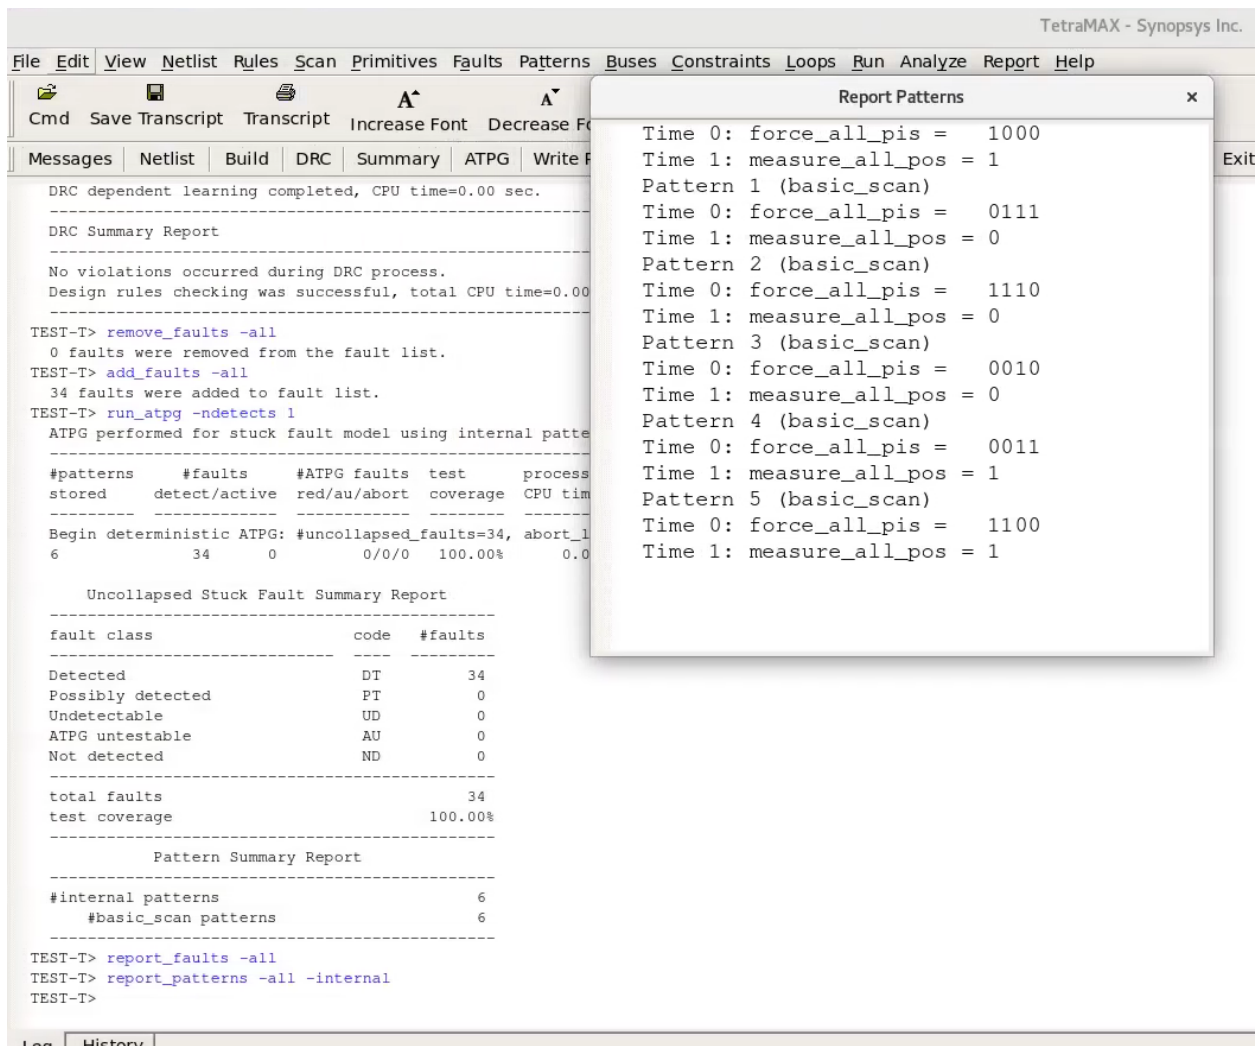 TetraMAX - Synopsys Inc.
File Edit View Netlist Rules Scan Primitives Faults Patterns Buses Constraints Loops Run Analyze Report Help
Cmd Save Transcript Transcript Increase Font Decrease
Messages Netlist Build DRC Summary ATPG Write Exit
DRC dependent learning completed, CPU time=0.00 sec.
------------------------------------------------------------
DRC Summary Report
------------------------------------------------------------
No violations occurred during DRC process.
Design rules checking was successful, total CPU time=0.00
------------------------------------------------------------
TEST-T> remove_faults -all
0 faults were removed from the fault list.
TEST-T> add_faults -all
34 faults were added to fault list.
TEST-T> run_atpg -ndetects 1
ATPG performed for stuck fault model using internal patte
------------------------------------------------------------
#patterns #faults #ATPG faults test process
stored detect/active red/au/abort coverage CPU tim
--------- ------------- ------------ -------- -------
Begin deterministic ATPG: #uncollapsed_faults=34, abort_l
6 34 0 0/0/0 100.00% 0.0
Uncollapsed Stuck Fault Summary Report
-----------------------------------------------
fault class code #faults
------------------------------ ---- ---------
Detected DT 34
Possibly detected PT 0
Undetectable UD 0
ATPG untestable AU 0
Not detected ND 0
-----------------------------------------------
total faults 34
test coverage 100.00%
-----------------------------------------------
Pattern Summary Report
-----------------------------------------------
#internal patterns 6
#basic_scan patterns 6
-----------------------------------------------
TEST-T> report_faults -all
TEST-T> report_patterns -all -internal
TEST-T>
Log History
Report Patterns ×
Time 0: force_all_pis = 1000
Time 1: measure_all_pos = 1
Pattern 1 (basic_scan)
Time 0: force_all_pis = 0111
Time 1: measure_all_pos = 0
Pattern 2 (basic_scan)
Time 0: force_all_pis = 1110
Time 1: measure_all_pos = 0
Pattern 3 (basic_scan)
Time 0: force_all_pis = 0010
Time 1: measure_all_pos = 0
Pattern 4 (basic_scan)
Time 0: force_all_pis = 0011
Time 1: measure_all_pos = 1
Pattern 5 (basic_scan)
Time 0: force_all_pis = 1100
Time 1: measure_all_pos = 1